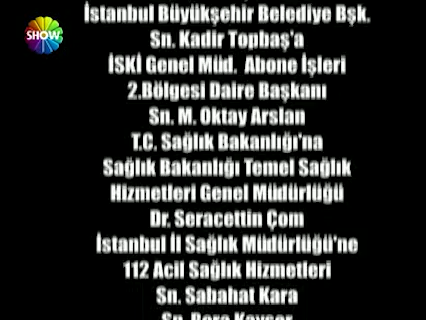 İstanbul Büyükşehir Belediye Bşk.
SHOW
Sn. Kadir Topbaş'a
İSKİ Genel Müd. Abone İşleri
2.Bölgesi Daire Başkanı
Sn. M. Oktay Arslan
T.C. Sağlık Bakanlığı'na
Sağlık Bakanlığı Temel Sağlık
Hizmetleri Genel Müdürlüğü
Dr. Seracettin Çom
İstanbul İl Sağlık Müdürlüğü'ne
112 Acil Sağlık Hizmetleri
Sn. Sabahat Kara
Sn.